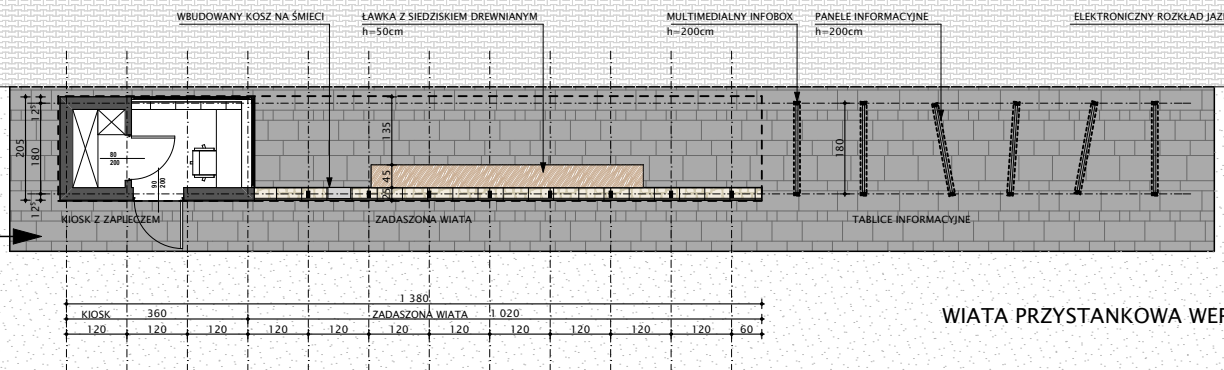 WBUDOWANY KOSZ NA ŚMIECI
ŁAWKA Z SIEDZISKIEM DREWNIANYM
h=50cm
MULTIMEDIALNY INFOBOX
h=200cm
PANELE INFORMACYJNE
h=200cm
ELEKTRONICZNY ROZKŁAD JAZ
205
12⁵
180
12⁵
80
200
90
200
135
45
25
180
KIOSK Z ZAPLECZEM
ZADASZONA WIATA
TABLICE INFORMACYJNE
1 380
KIOSK 360 ZADASZONA WIATA 1 020
120 120 120 120 120 120 120 120 120 120 120 60
WIATA PRZYSTANKOWA WER